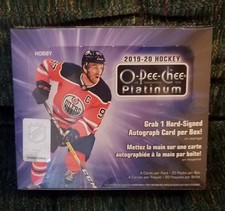 HOBBY
2019-20 HOCKEY
O-Pee-Chee
Platinum
Grab 1 Hard-Signed
Autograph Card per Box!
Mettez la main sur une carte
autographiée à la main par boîte!